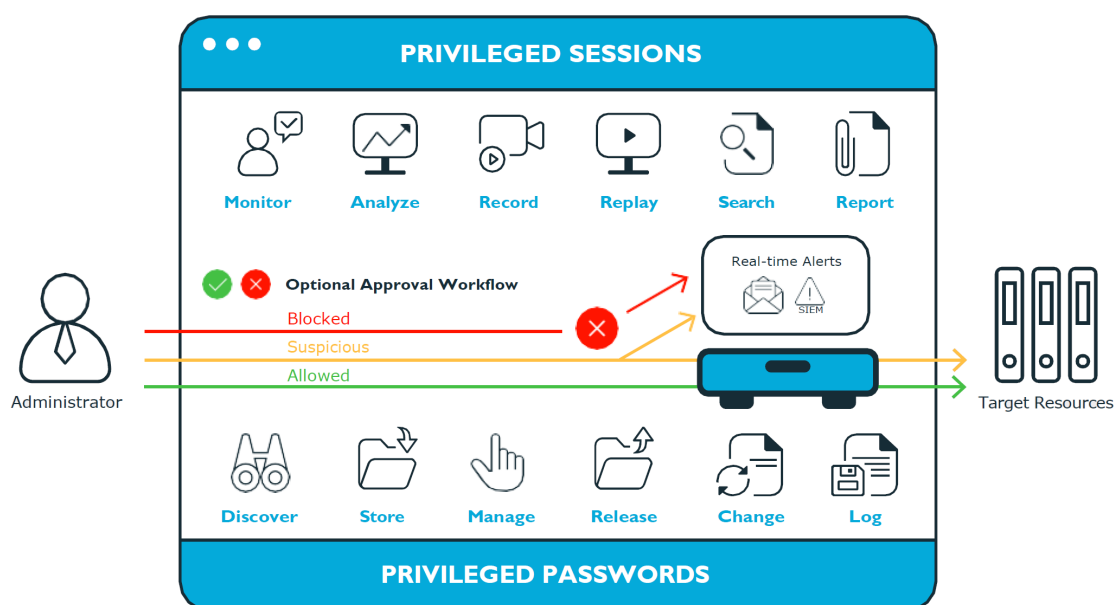 PRIVILEGED SESSIONS
Monitor
Analyze
Record
Replay
Search
Report
Real-time Alerts
SIEM
Optional Approval Workflow
Blocked
Suspicious
Allowed
Administrator
Target Resources
Discover
Store
Manage
Release
Change
Log
PRIVILEGED PASSWORDS